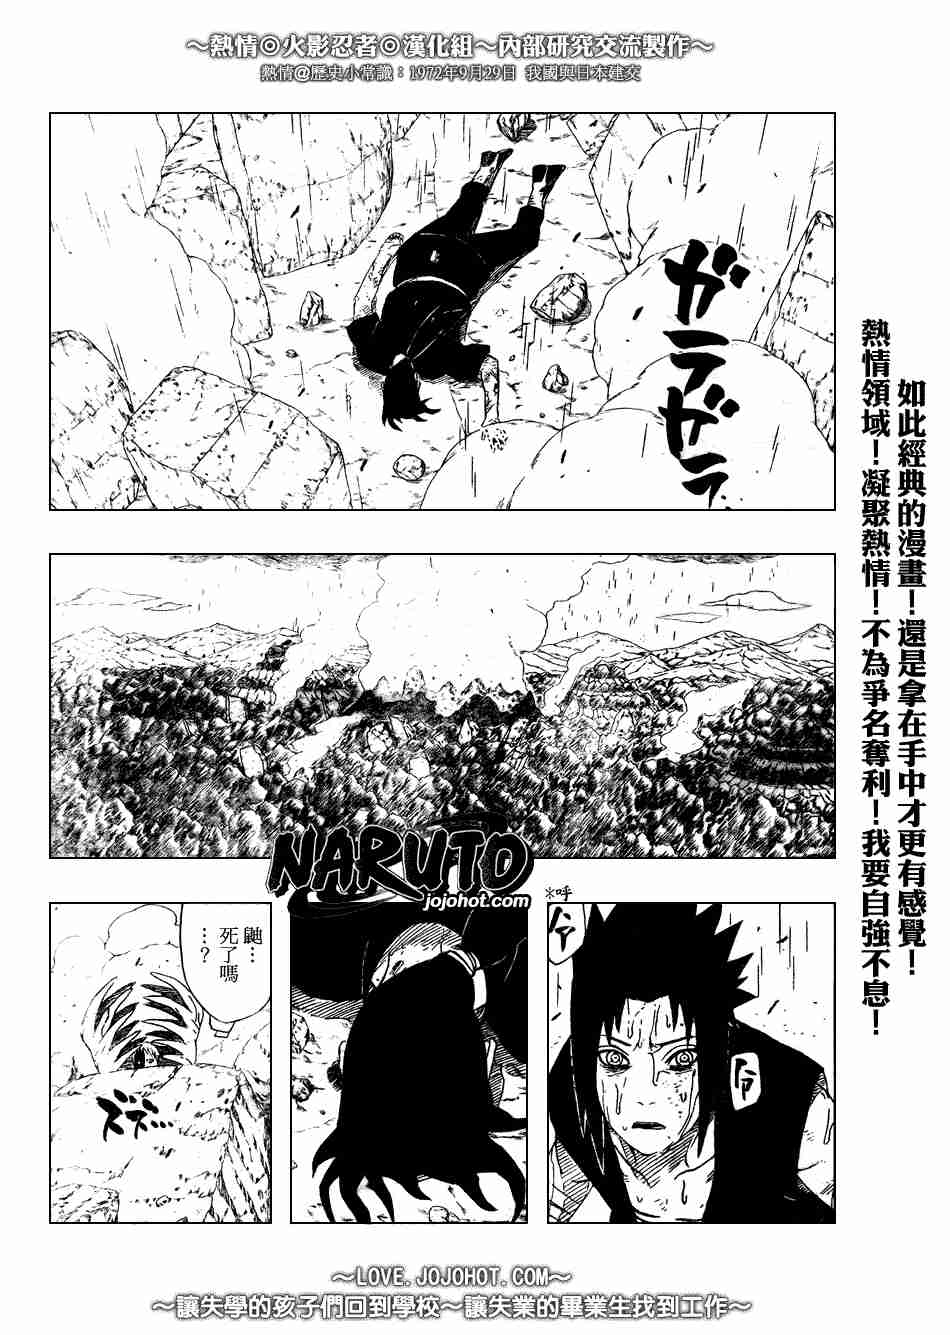 ～熱情◎火影忍者◎漢化組～內部研究交流製作～
熱情@歷史小常識：1972年9月29日 我國與日本建交
ガラララ
如此經典的漫畫！還是拿在手中才更有感覺！
熱情領域！凝聚熱情！不為爭名奪利！我要自強不息！
NARUTO
jojohot.com
*呼
鼬…
死了嗎
…？
ズズ…
～LOVE.JOJOHOT.COM～
～讓失學的孩子們回到學校～讓失業的畢業生找到工作～